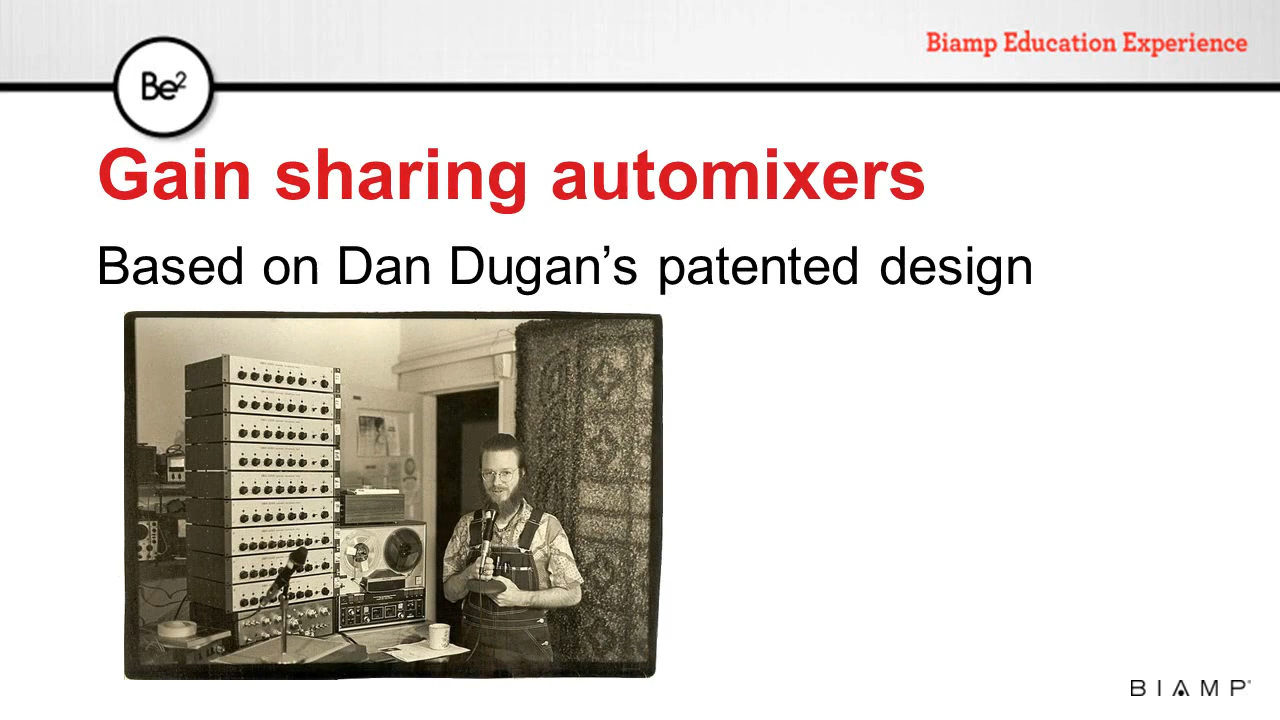 Biamp Education Experience
Be²
Gain sharing automixers
Based on Dan Dugan’s patented design
BIAMP®